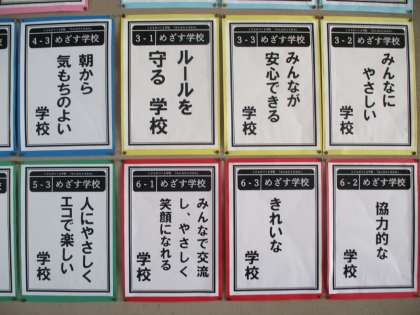 4-3 めざす学校
朝から
気もちのよい
学校
3-1 めざす学校
ルールを
守る 学校
3-3 めざす学校
みんなが
安心できる
学校
3-2 めざす学校
みんなに
やさしい
学校
5-3 めざす学校
人にやさしく
エコで楽しい
学校
6-1 めざす学校
みんなで交流
し、やさしく
笑顔になれる
学校
6-3 めざす学校
きれいな
学校
6-2 めざす学校
協力的な
学校